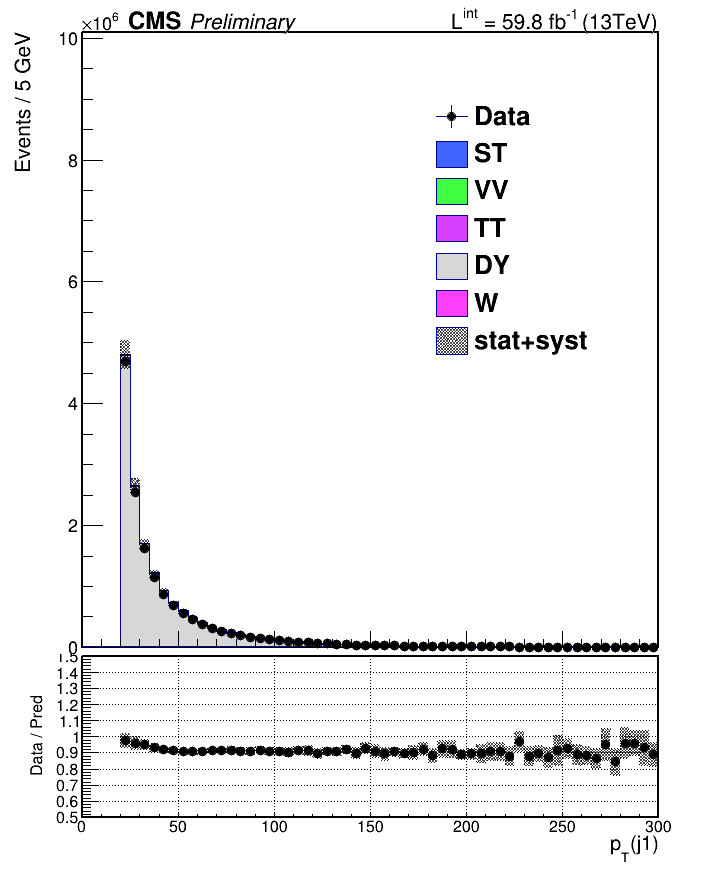 ×10⁶ CMS Preliminary L^int = 59.8 fb⁻¹ (13TeV)
Events / 5 GeV
10
8
6
4
2
0
Data
ST
VV
TT
DY
W
stat+syst
Data / Pred
1.5
1.4
1.3
1.2
1.1
1
0.9
0.8
0.7
0.6
0.5
0 50 100 150 200 250 300
p_T(j1)